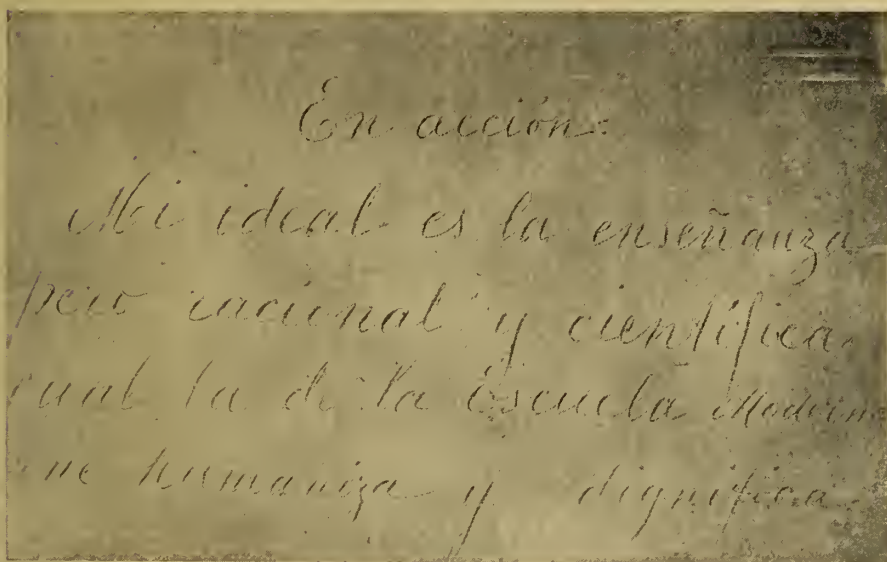 En acción.
Mi ideal es la enseñanza
pero racional y científica
cual la de la Escuela Moderna
que humaniza y dignifica.